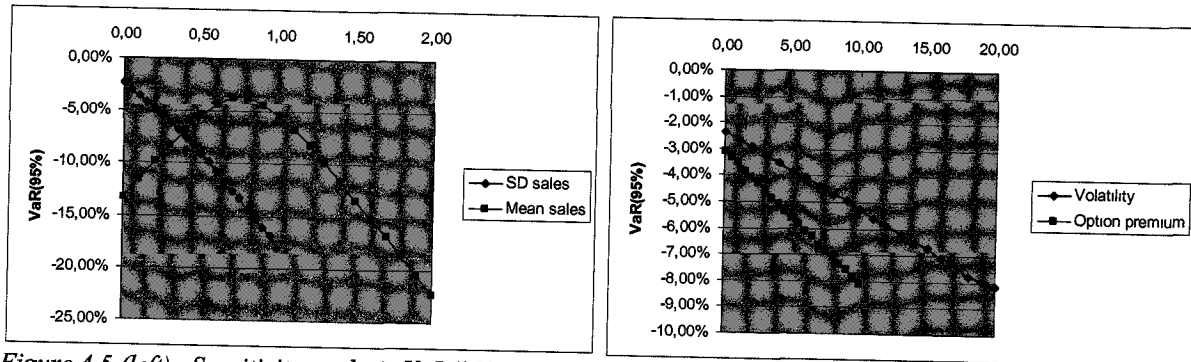 0,00 0,50 1,00 1,50 2,00
0,00%
-5,00%
-10,00%
-15,00%
-20,00%
-25,00%
VaR(95%)
SD sales
Mean sales
0,00 5,00 10,00 15,00 20,00
0,00%
-1,00%
-2,00%
-3,00%
-4,00%
-5,00%
-6,00%
-7,00%
-8,00%
-9,00%
-10,00%
VaR(95%)
Volatility
Option premium
Figure 4.5 (left). Sensitivity